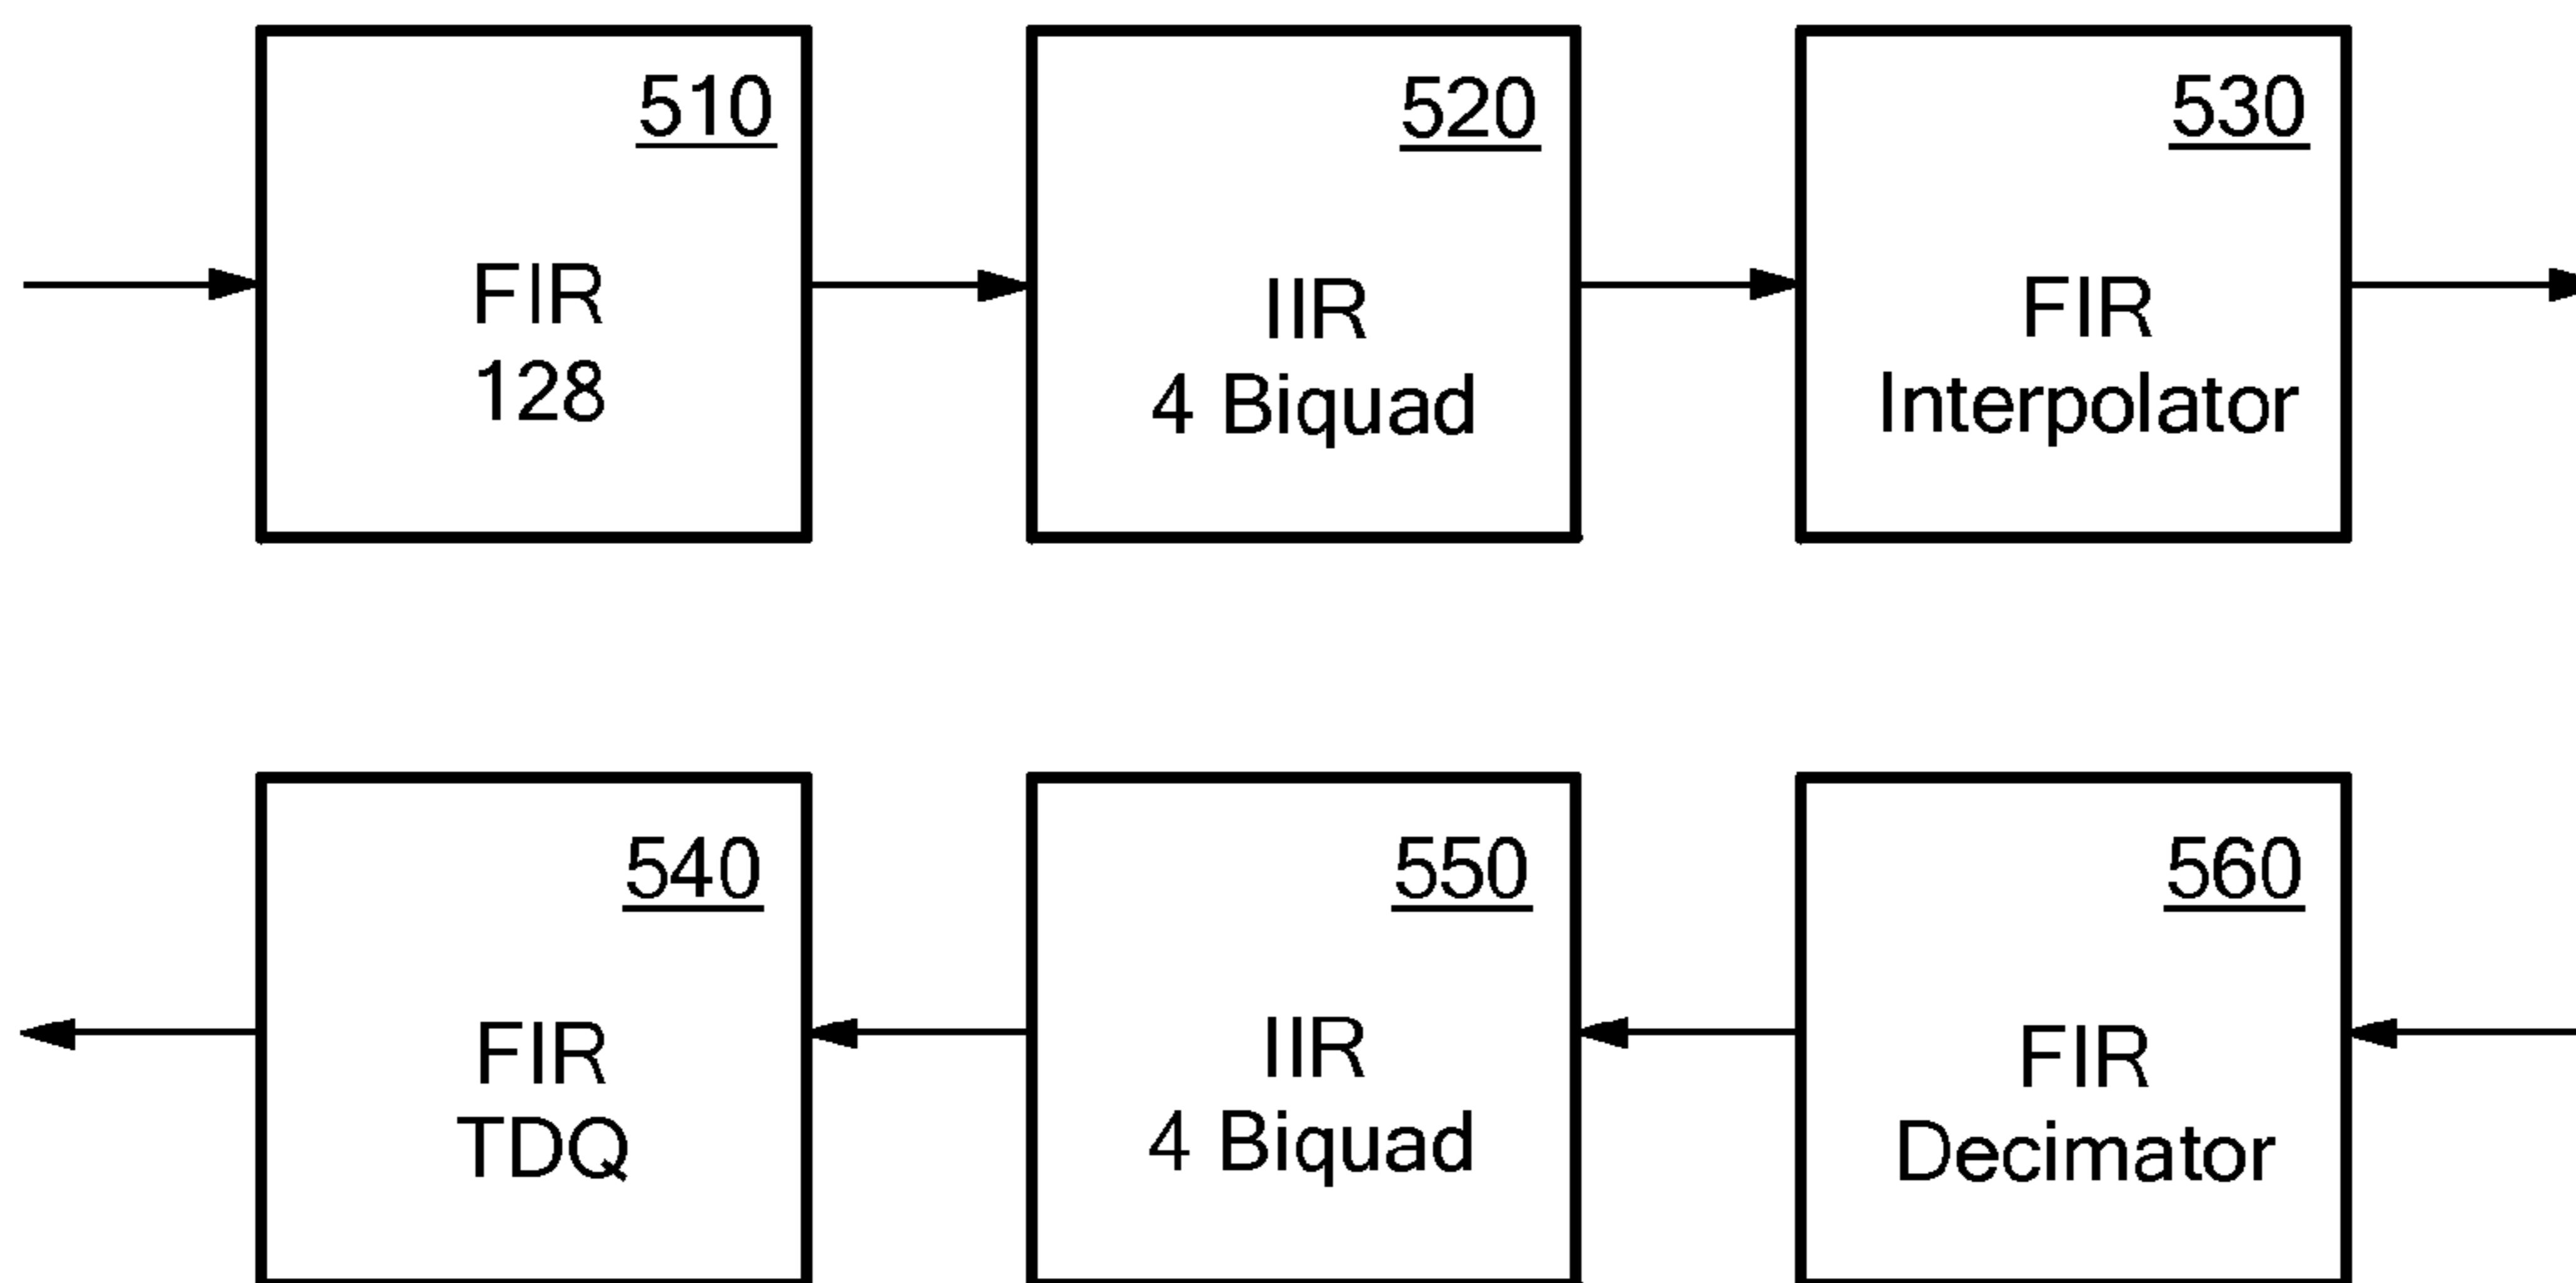 510
FIR
128
520
IIR
4 Biquad
530
FIR
Interpolator
540
FIR
TDQ
550
IIR
4 Biquad
560
FIR
Decimator